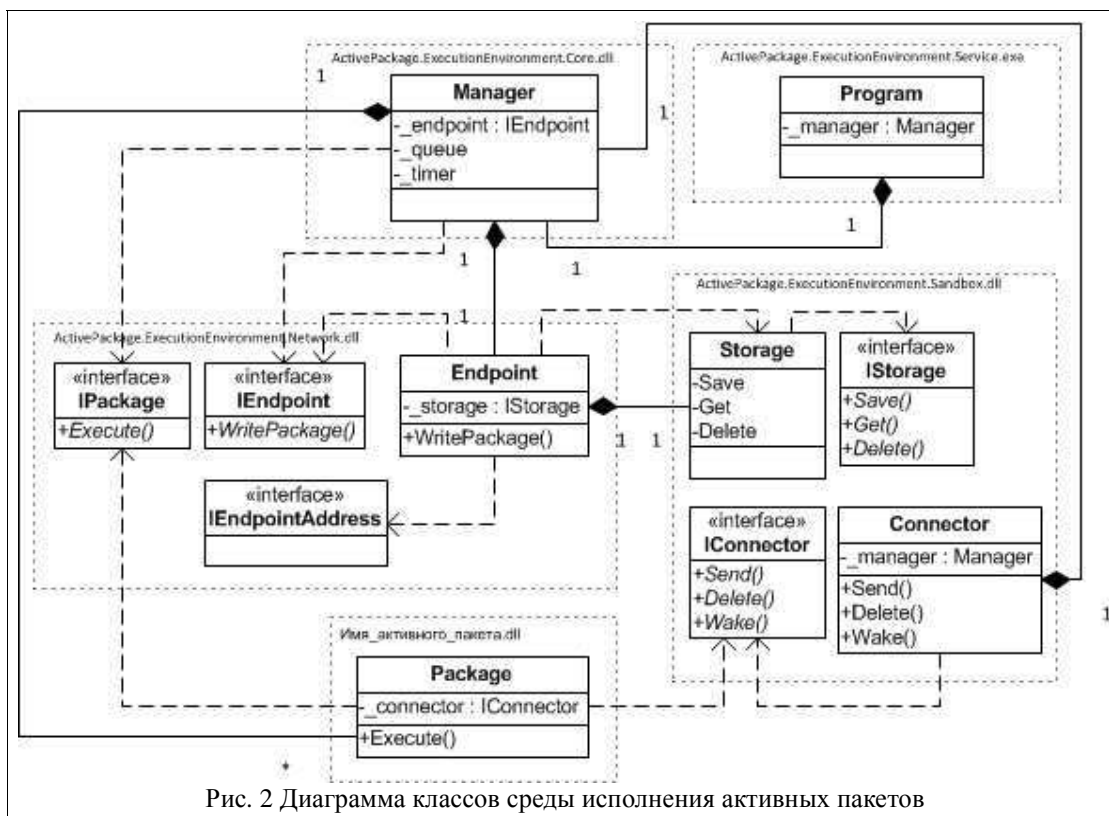 ActivePackage.ExecutionEnvironment.Core.dll
1
Manager
-_endpoint : IEndpoint
-_queue
-_timer
1
1
ActivePackage.ExecutionEnvironment.Service.exe
Program
-_manager : Manager
1
1
1
1
ActivePackage.ExecutionEnvironment.Network.dll
«interface»
IPackage
+Execute()
«interface»
IEndpoint
+WritePackage()
Endpoint
-_storage : IStorage
+WritePackage()
«interface»
IEndpointAddress
1
1
ActivePackage.ExecutionEnvironment.Sandbox.dll
Storage
-Save
-Get
-Delete
«interface»
IStorage
+Save()
+Get()
+Delete()
«interface»
IConnector
+Send()
+Delete()
+Wake()
Connector
-_manager : Manager
+Send()
+Delete()
+Wake()
1
Имя_активного_пакета.dll
Package
-_connector : IConnector
+Execute()
*
Рис. 2 Диаграмма классов среды исполнения активных пакетов